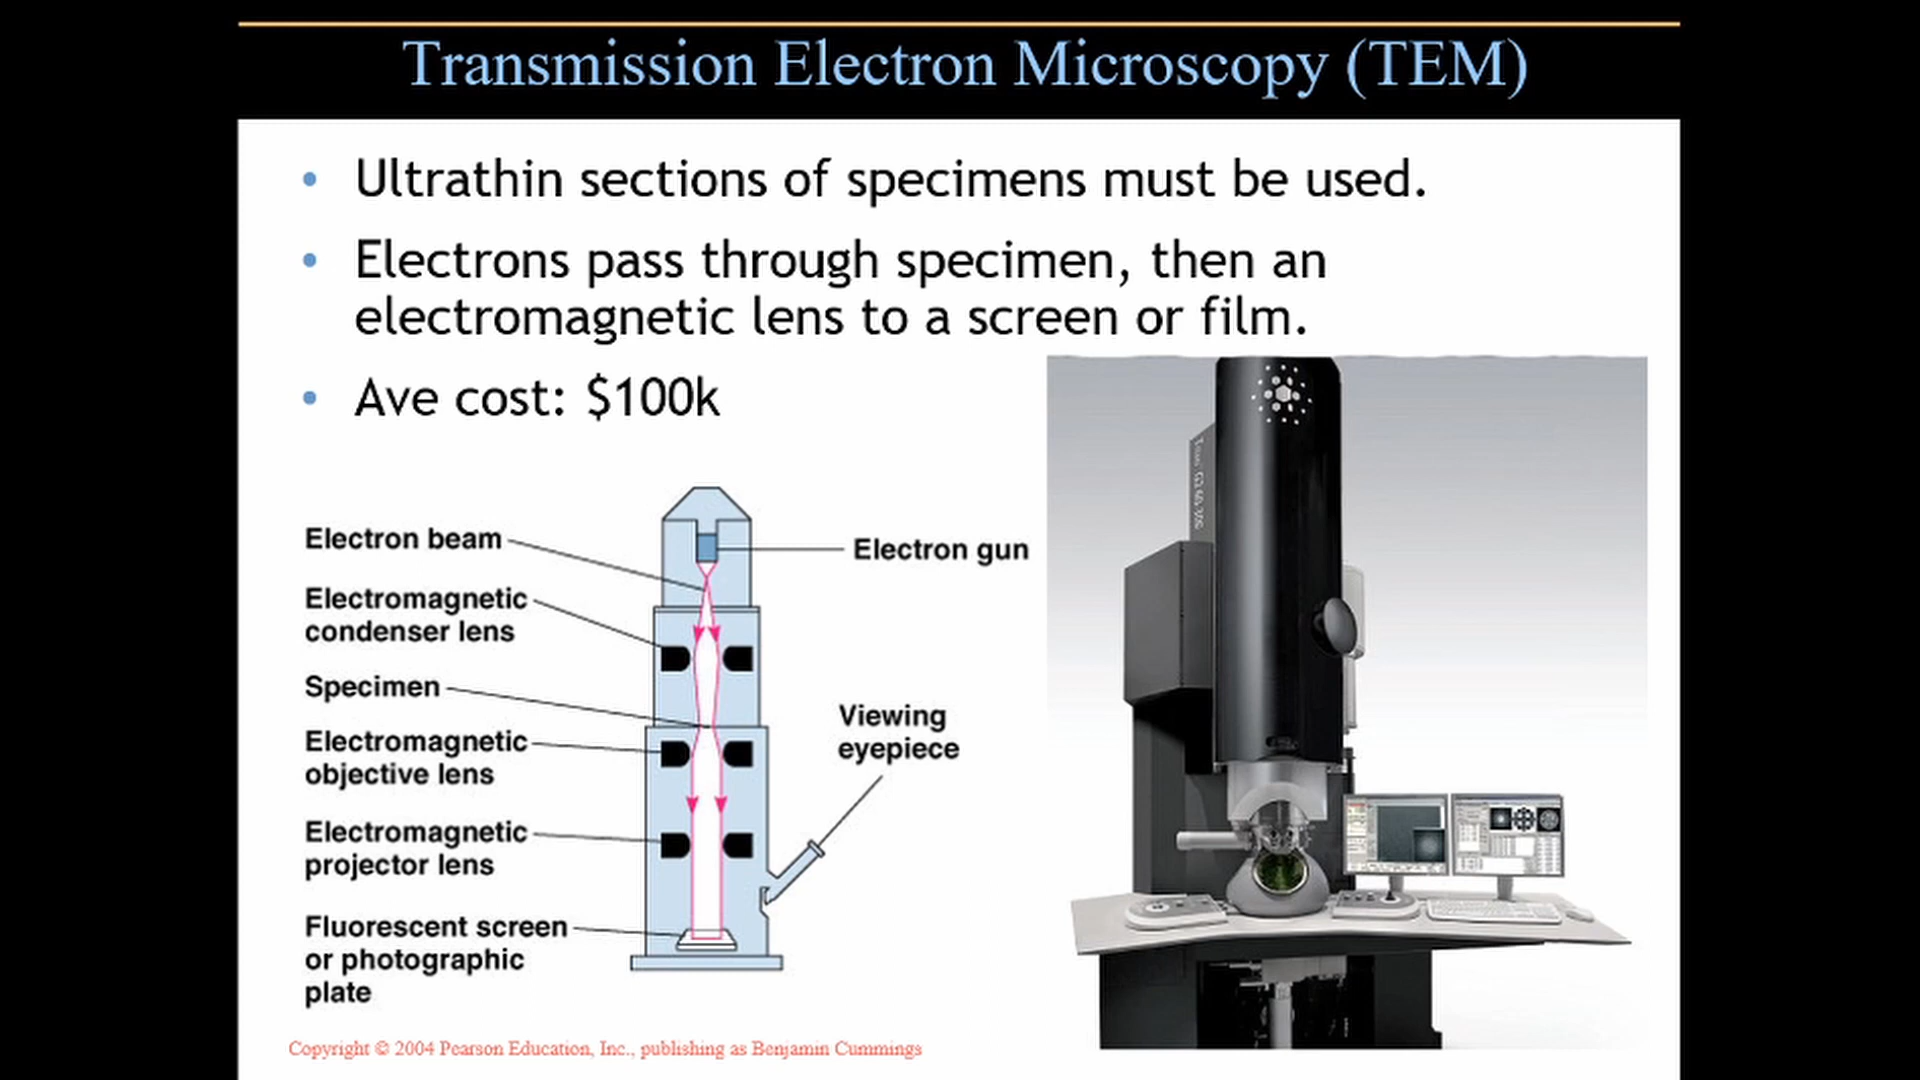 Transmission Electron Microscopy (TEM)
• Ultrathin sections of specimens must be used.
• Electrons pass through specimen, then an
electromagnetic lens to a screen or film.
• Ave cost: $100k
Electron beam
Electron gun
Electromagnetic
condenser lens
Specimen
Viewing
eyepiece
Electromagnetic
objective lens
Electromagnetic
projector lens
Fluorescent screen
or photographic
plate
Copyright © 2004 Pearson Education, Inc., publishing as Benjamin Cummings